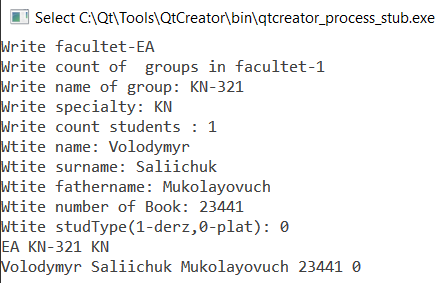 Select C:\Qt\Tools\QtCreator\bin\qtcreator_process_stub.exe
Write facultet-EA
Write count of  groups in facultet-1
Write name of group: KN-321
Write specialty: KN
Write count students : 1
Wtite name: Volodymyr
Wtite surname: Saliichuk
Wtite fathername: Mukolayovuch
Wtite number of Book: 23441
Wtite studType(1-derz,0-plat): 0
EA KN-321 KN
Volodymyr Saliichuk Mukolayovuch 23441 0